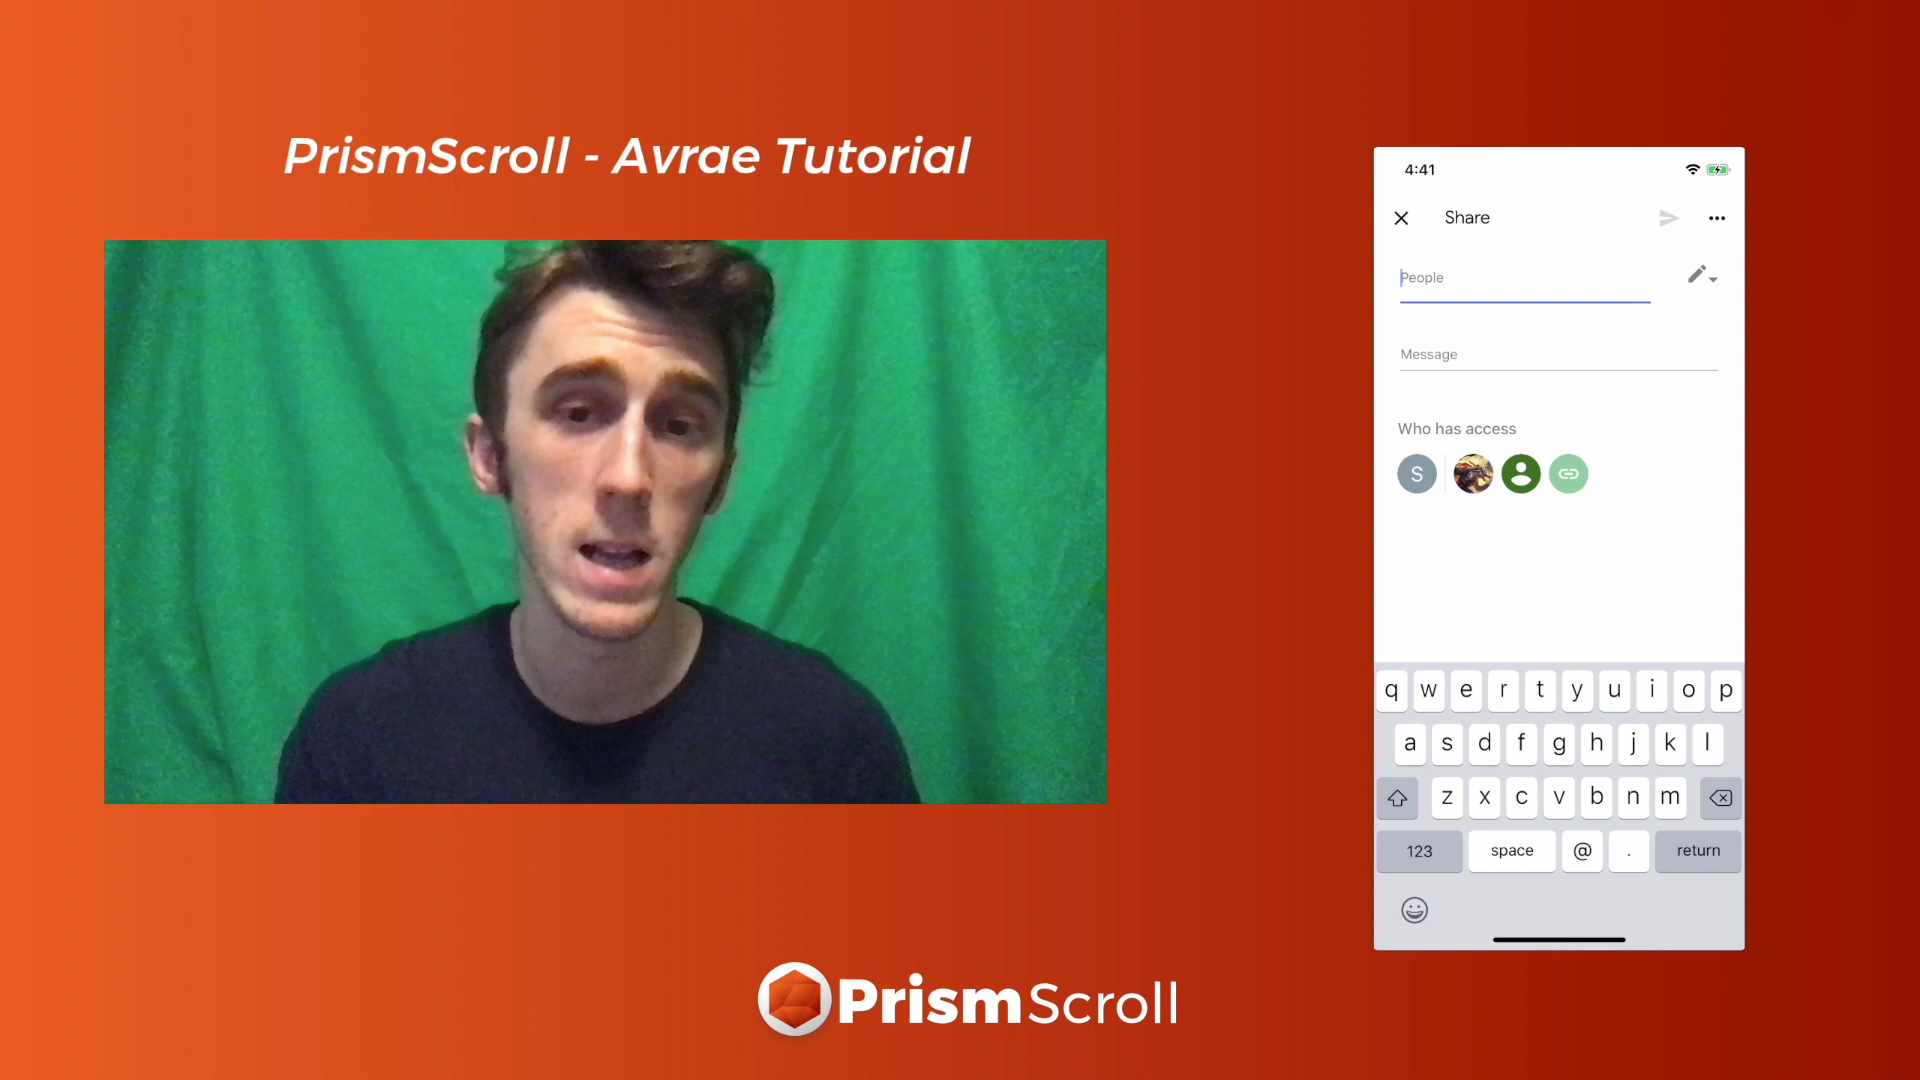 PrismScroll - Avrae Tutorial
4:41
Share
People
Message
Who has access
S
q w e r t y u i o p
a s d f g h j k l
z x c v b n m
123 space @ . return
PrismScroll